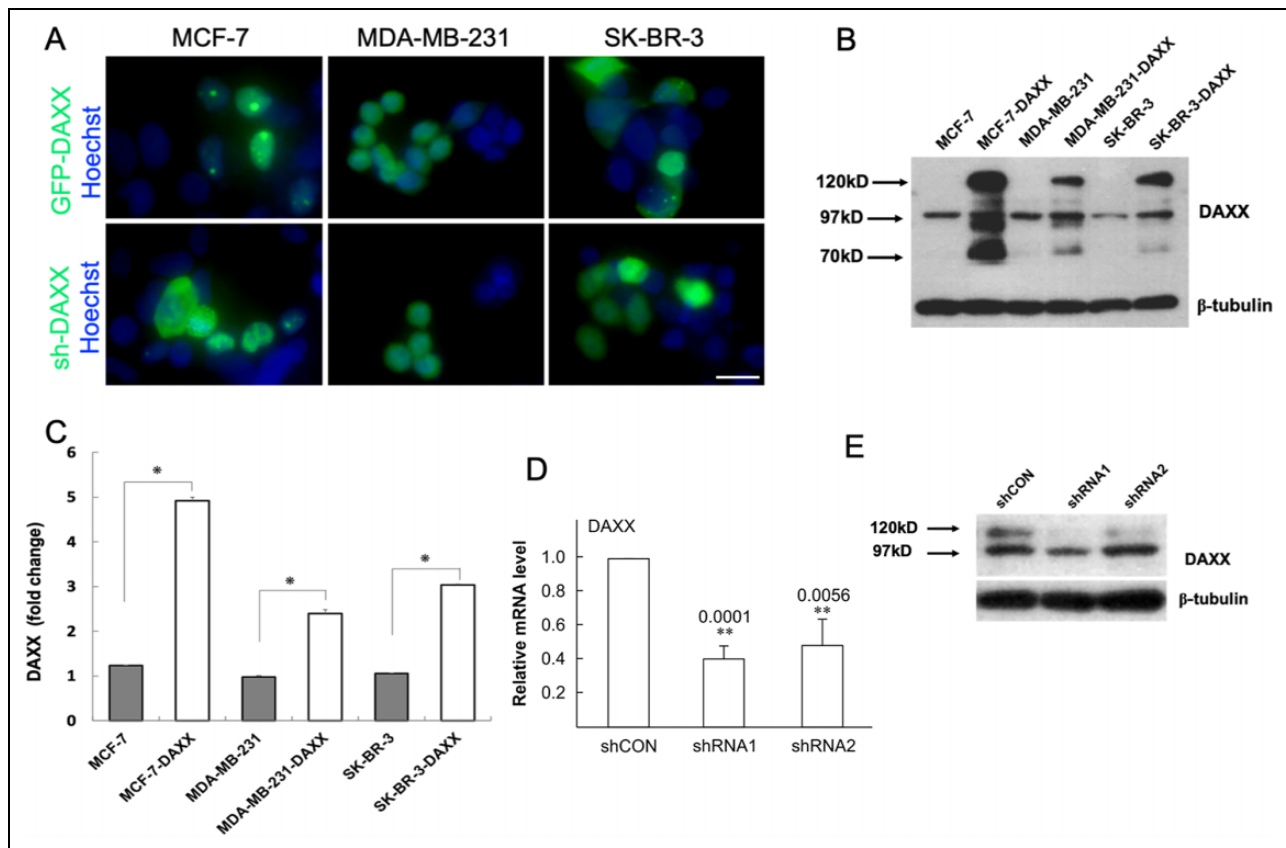 A
MCF-7
MDA-MB-231
SK-BR-3
GFP-DAXX
Hoechst
sh-DAXX
Hoechst
B
MCF-7
MCF-7-DAXX
MDA-MB-231
MDA-MB-231-DAXX
SK-BR-3
SK-BR-3-DAXX
120kD
97kD
70kD
DAXX
β-tubulin
C
DAXX (fold change)
6
5
4
3
2
1
0
*
*
*
MCF-7
MCF-7-DAXX
MDA-MB-231
MDA-MB-231-DAXX
SK-BR-3
SK-BR-3-DAXX
D
DAXX
Relative mRNA level
1.0
0.8
0.6
0.4
0.2
0.0001
**
0.0056
**
shCON
shRNA1
shRNA2
E
shCON
shRNA1
shRNA2
120kD
97kD
DAXX
β-tubulin